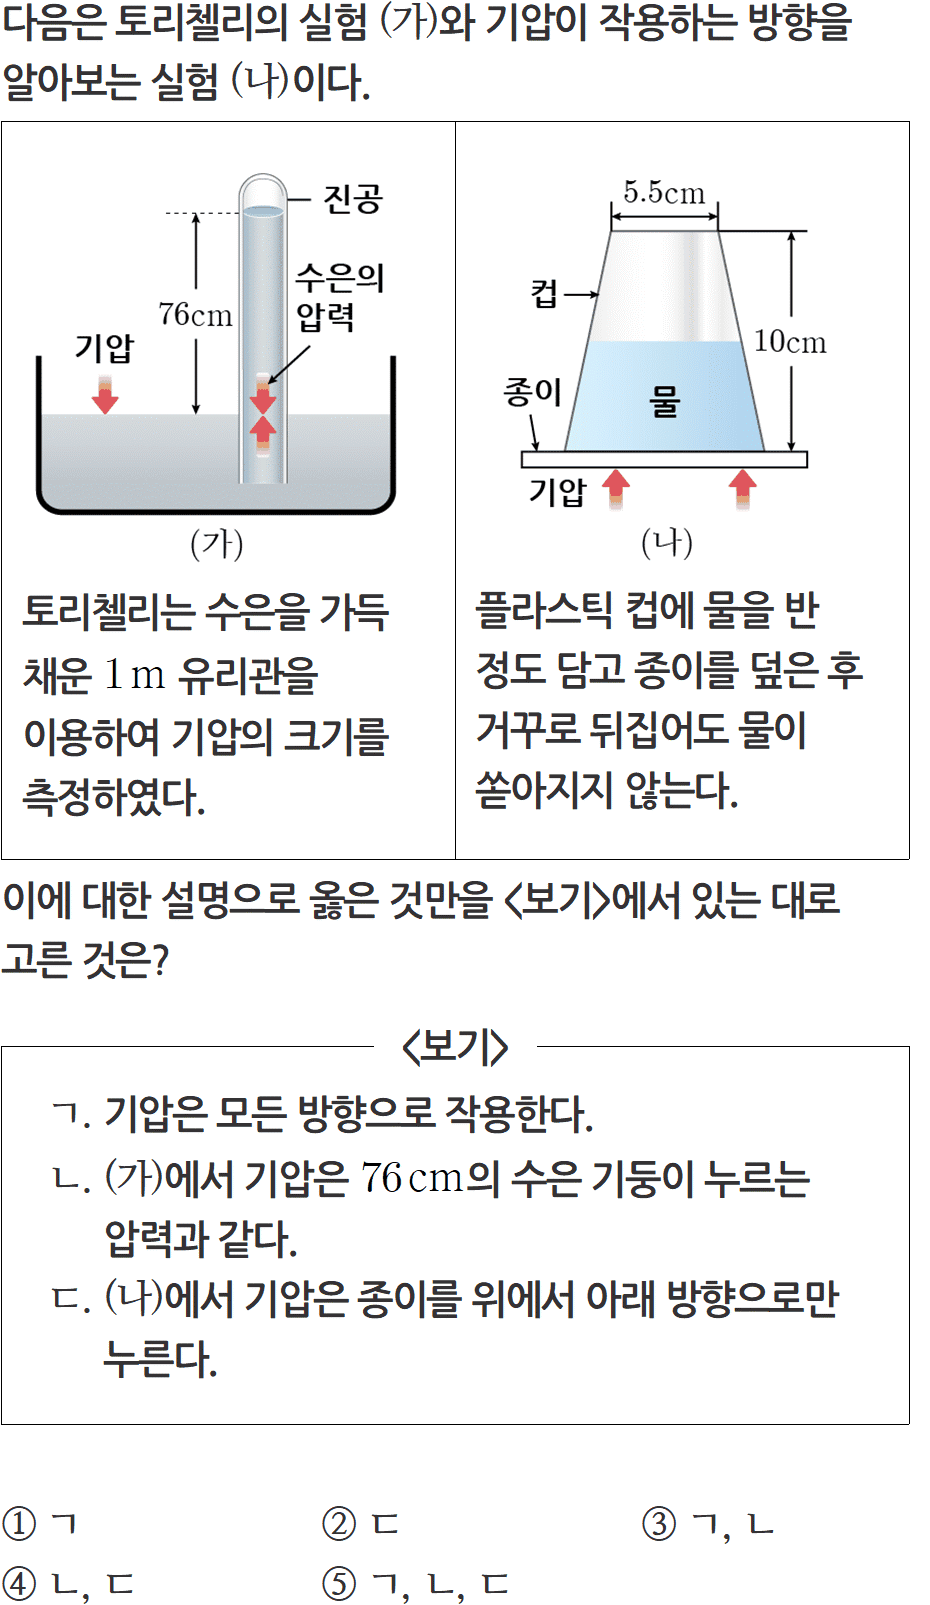 다음은 토리첼리의 실험 (가)와 기압이 작용하는 방향을
알아보는 실험 (나)이다.
진공
수은의
압력
76cm
기압
(가)
5.5cm
컵
10cm
종이
물
기압
(나)
토리첼리는 수은을 가득
채운 1m 유리관을
이용하여 기압의 크기를
측정하였다.
플라스틱 컵에 물을 반
정도 담고 종이를 덮은 후
거꾸로 뒤집어도 물이
쏟아지지 않는다.
이에 대한 설명으로 옳은 것만을 <보기>에서 있는 대로
고른 것은?
<보기>
ㄱ. 기압은 모든 방향으로 작용한다.
ㄴ. (가)에서 기압은 76cm의 수은 기둥이 누르는
압력과 같다.
ㄷ. (나)에서 기압은 종이를 위에서 아래 방향으로만
누른다.
① ㄱ ② ㄷ ③ ㄱ, ㄴ
④ ㄴ, ㄷ ⑤ ㄱ, ㄴ, ㄷ